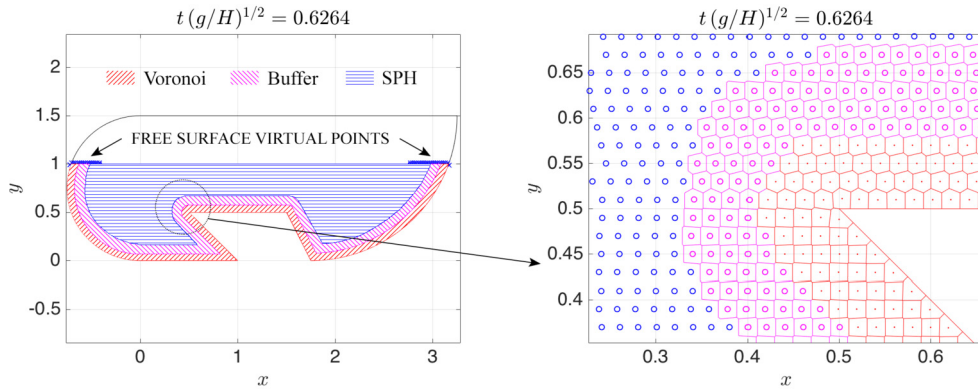 t (g/H)^{1/2} = 0.6264
2
1.5
1
0.5
0
-0.5
y
Voronoi Buffer SPH
FREE SURFACE VIRTUAL POINTS
0 1 2 3
x
t (g/H)^{1/2} = 0.6264
0.65
0.6
0.55
0.5
0.45
0.4
y
0.3 0.4 0.5 0.6
x